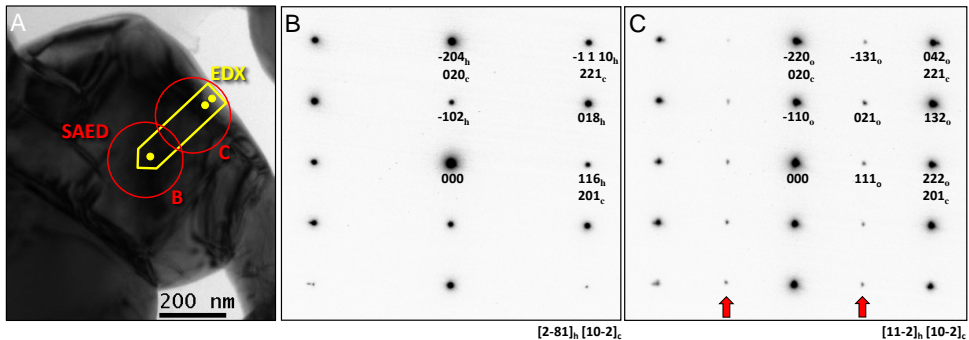 A
EDX
SAED
C
B
200 nm
B
-204h
020c
-1 1 10h
221c
-102h
018h
000
116h
201c
[2-81]h [10-2]c
C
-220o
020c
-131o
042o
221c
-110o
021o
132o
000
111o
222o
201c
[11-2]h [10-2]c